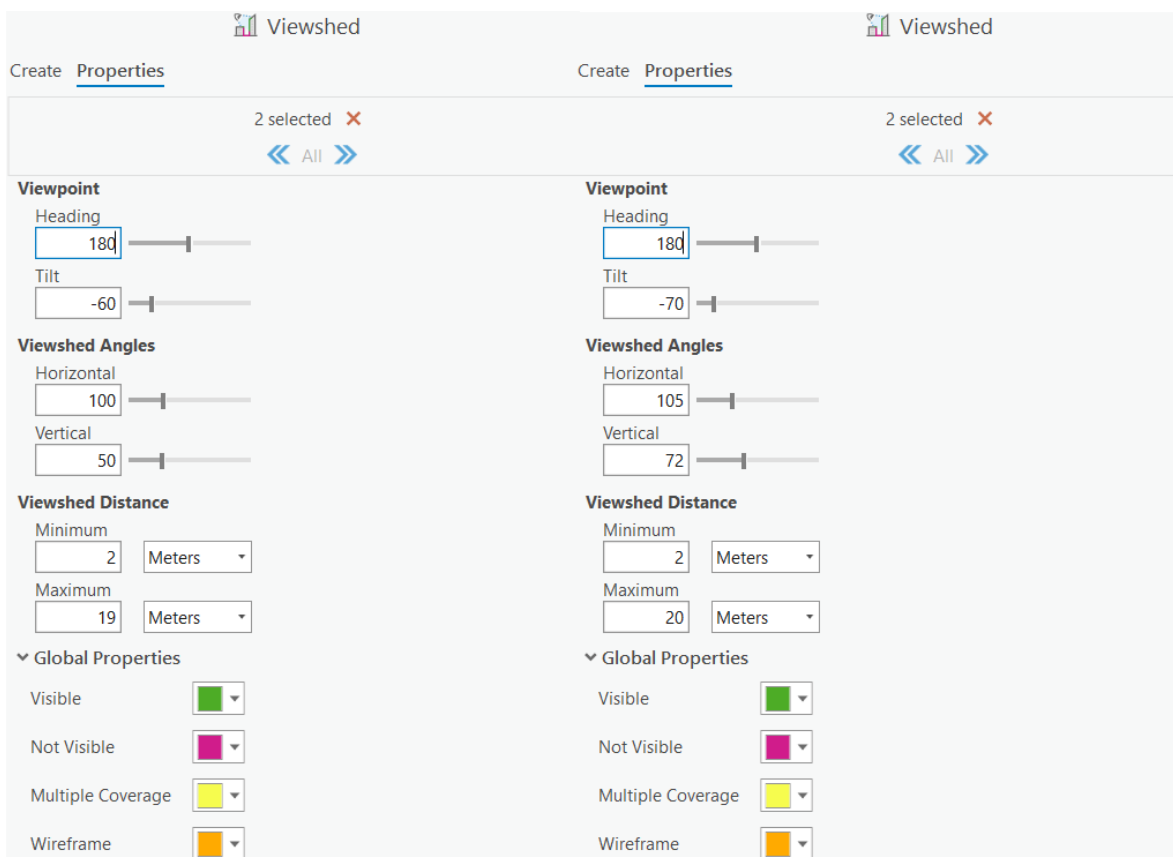 Viewshed
Create Properties
2 selected
All
Viewpoint
Heading
180
Tilt
-60
Viewshed Angles
Horizontal
100
Vertical
50
Viewshed Distance
Minimum
2 Meters
Maximum
19 Meters
Global Properties
Visible
Not Visible
Multiple Coverage
Wireframe
Viewshed
Create Properties
2 selected
All
Viewpoint
Heading
180
Tilt
-70
Viewshed Angles
Horizontal
105
Vertical
72
Viewshed Distance
Minimum
2 Meters
Maximum
20 Meters
Global Properties
Visible
Not Visible
Multiple Coverage
Wireframe